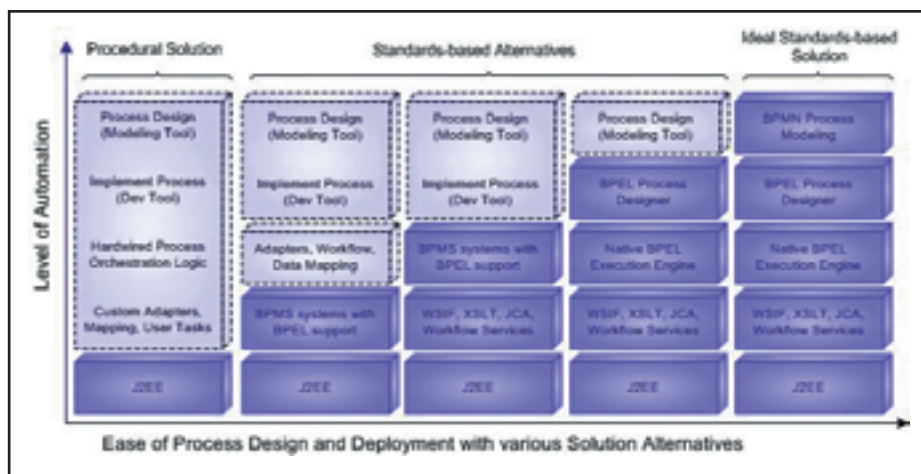 Procedural Solution
Standards-based Alternatives
Ideal Standards-based
Solution
Level of Automation
Process Design
(Modeling Tool)
Implement Process
(Dev Tool)
Hardwired Process
Orchestration Logic
Custom Adapters,
Mapping, User Tasks
J2EE
Process Design
(Modeling Tool)
Implement Process
(Dev Tool)
Adapters, Workflow,
Data Mapping
BPMS systems with
BPEL support
J2EE
Process Design
(Modeling Tool)
Implement Process
(Dev Tool)
BPMS systems with
BPEL support
WSIF, XSLT, JCA,
Workflow Services
J2EE
Process Design
(Modeling Tool)
BPEL Process
Designer
Native BPEL
Execution Engine
WSIF, XSLT, JCA,
Workflow Services
J2EE
BPMN Process
Modeling
BPEL Process
Designer
Native BPEL
Execution Engine
WSIF, XSLT, JCA,
Workflow Services
J2EE
Ease of Process Design and Deployment with various Solution Alternatives